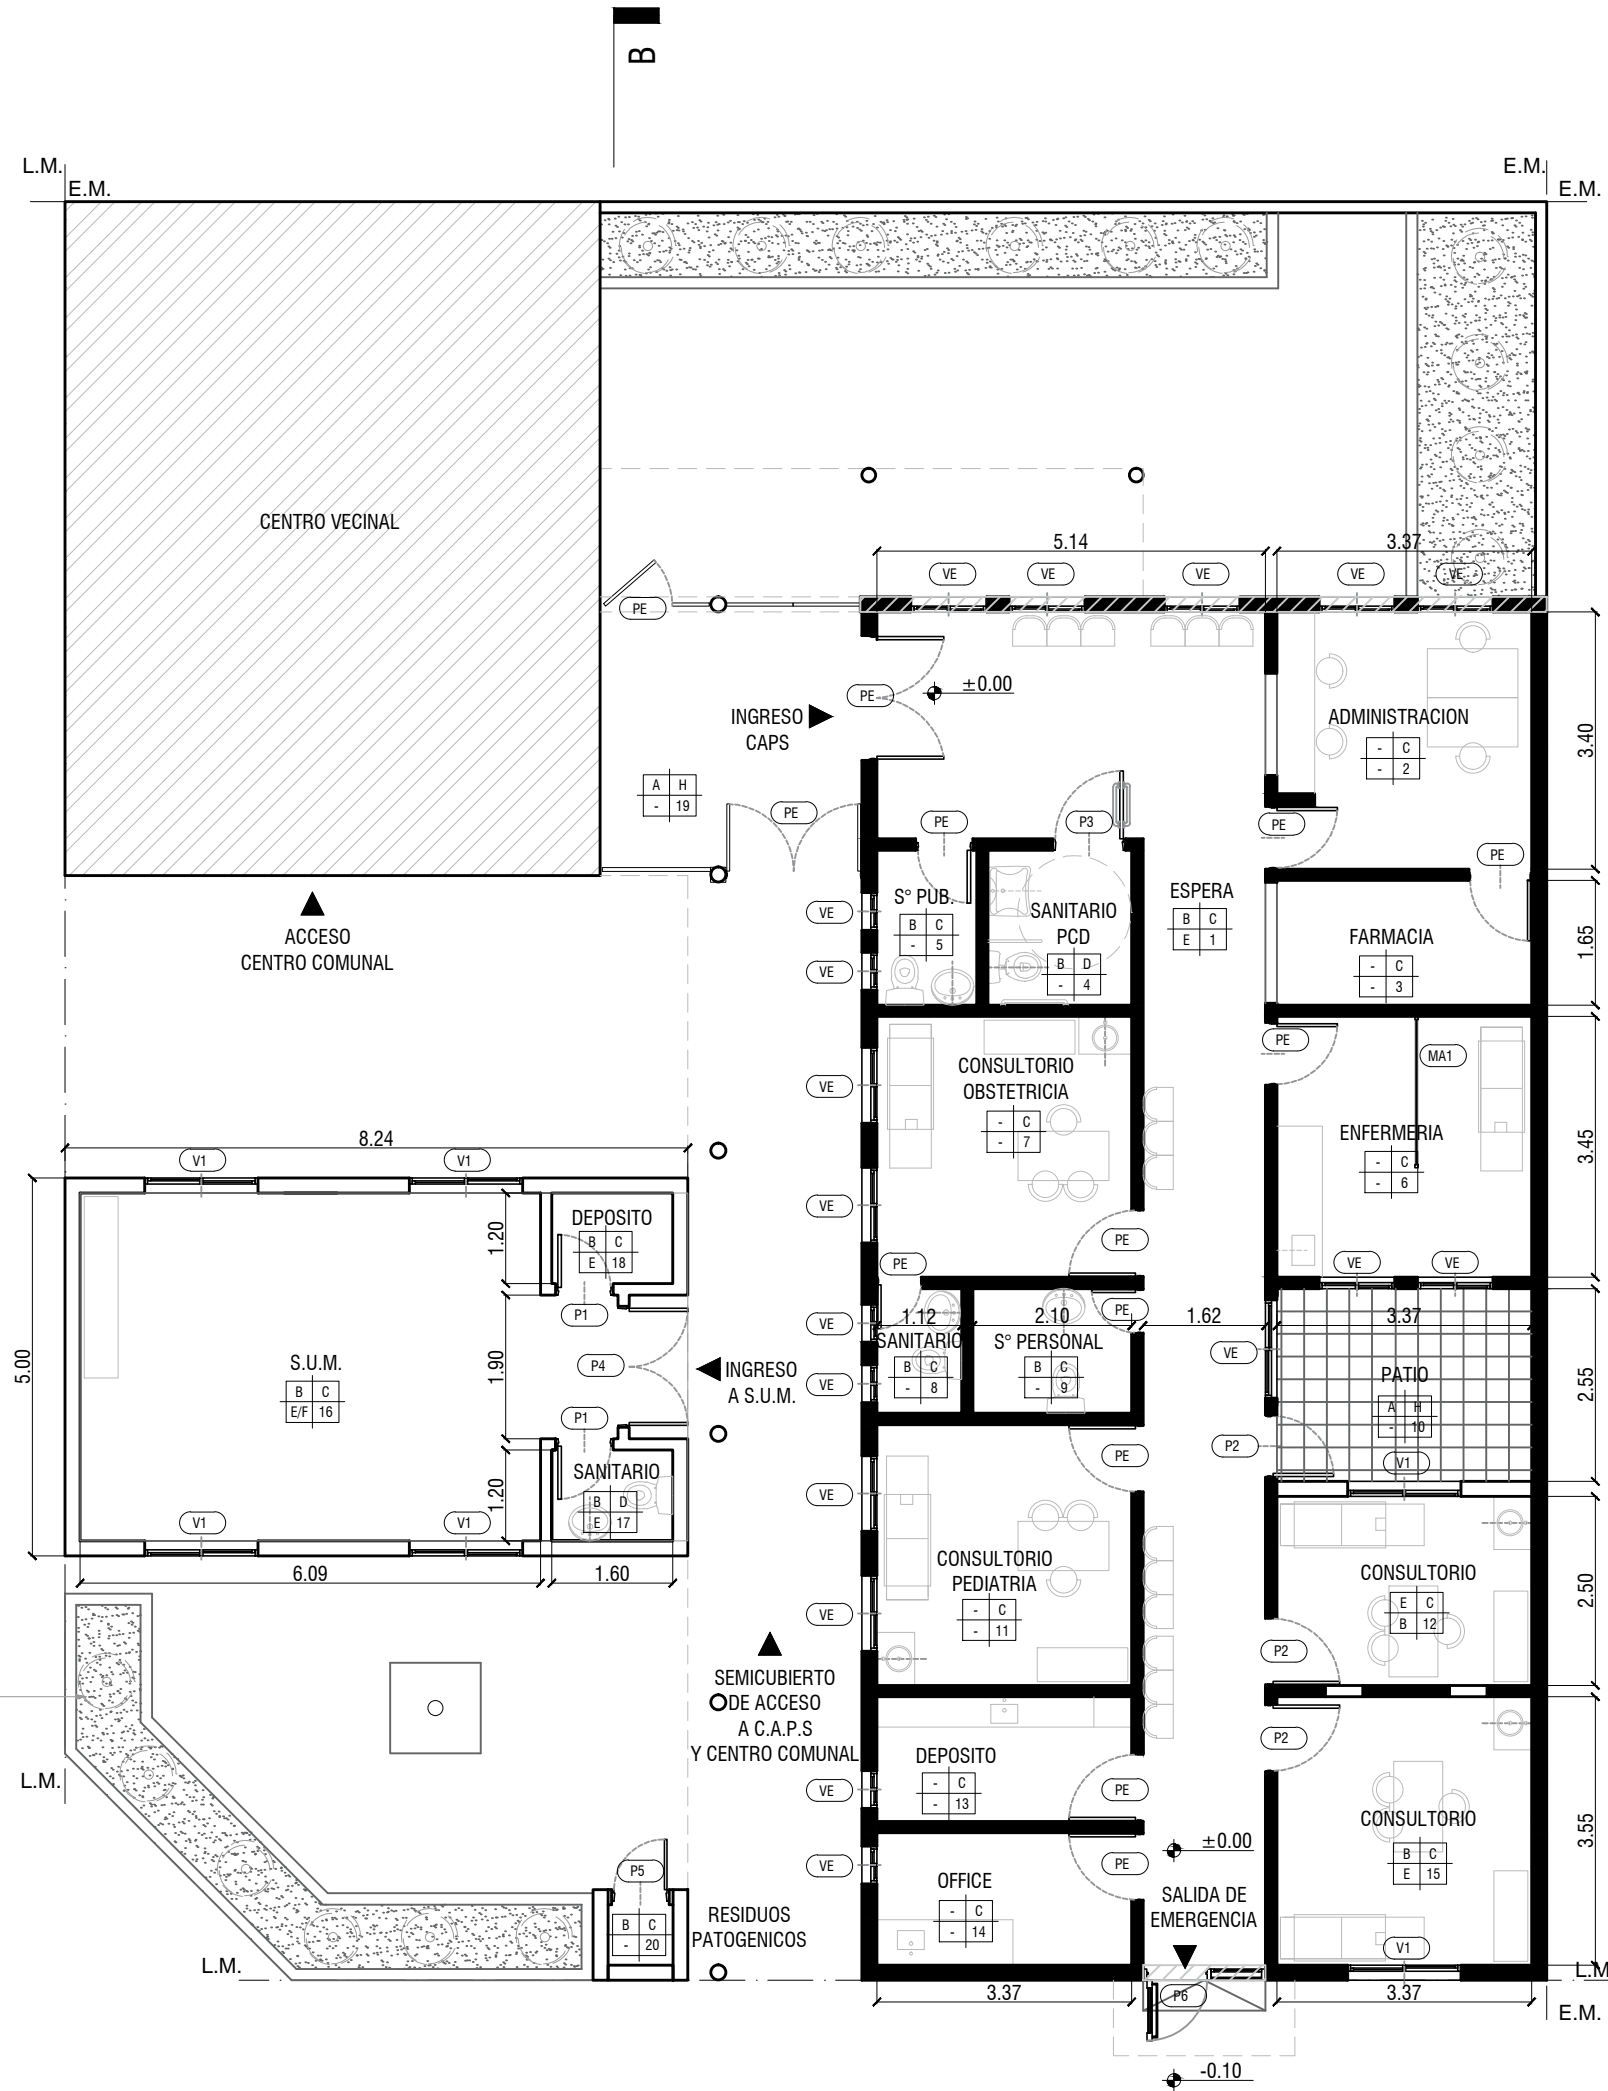 B
L.M.
E.M.
E.M.
E.M.
CENTRO VECINAL
5.14
3.37
VE
VE
VE
VE
VE
PE
PE
±0.00
INGRESO
CAPS
ADMINISTRACION
- C
- 2
3.40
A H
- 19
PE
PE
P3
PE
PE
S° PUB.
B C
- 5
SANITARIO
PCD
B D
- 4
ESPERA
B C
E 1
FARMACIA
- C
- 3
1.65
VE
VE
ACCESO
CENTRO COMUNAL
PE
MA1
CONSULTORIO
OBSTETRICIA
- C
- 7
VE
VE
ENFERMERIA
- C
- 6
3.45
8.24
V1
V1
5.00
DEPOSITO
B C
E 18
1.20
PE
PE
VE
VE
P1
1.12
2.10
1.62
3.37
PE
VE
VE
SANITARIO
B C
- 8
S° PERSONAL
B C
- 9
PATIO
A H
- 10
2.55
S.U.M.
B C
E/F 16
1.90
P4
INGRESO
A S.U.M.
VE
P1
PE
P2
V1
SANITARIO
B D
E 17
1.20
V1
V1
VE
6.09
1.60
CONSULTORIO
PEDIATRIA
- C
- 11
VE
CONSULTORIO
E C
B 12
2.50
P2
SEMICUBIERTO
DE ACCESO
A C.A.P.S
Y CENTRO COMUNAL
P2
L.M.
DEPOSITO
- C
- 13
VE
PE
CONSULTORIO
B C
E 15
3.55
±0.00
P5
VE
PE
OFFICE
- C
- 14
SALIDA DE
EMERGENCIA
B C
- 20
RESIDUOS
PATOGENICOS
V1
L.M.
L.M
3.37
P6
3.37
E.M.
-0.10
L.M.